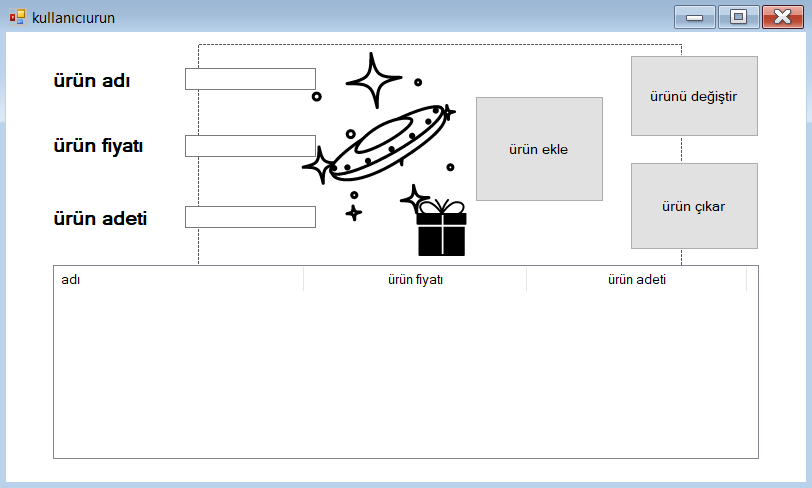 kullanıcıurun
ürün adı
ürün fiyatı
ürün adeti
ürün ekle
ürünü değiştir
ürün çıkar
adı ürün fiyatı ürün adeti